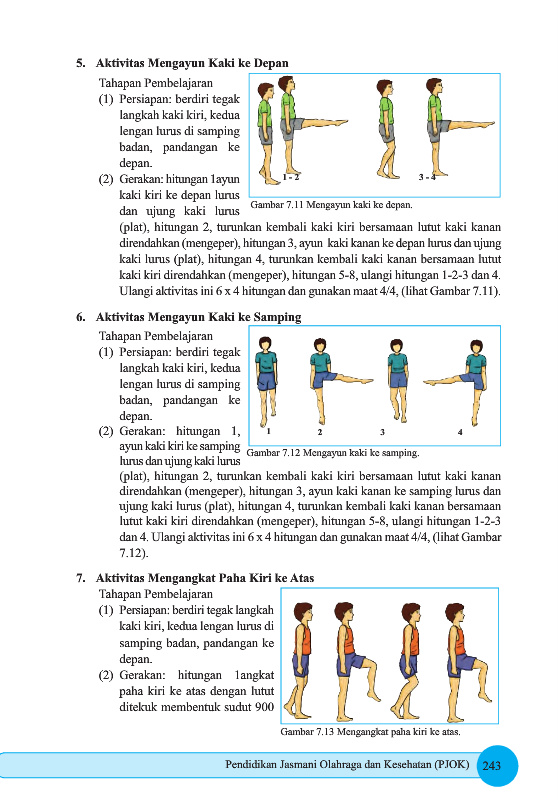 5. Aktivitas Mengayun Kaki ke Depan
Tahapan Pembelajaran
(1) Persiapan: berdiri tegak
langkah kaki kiri, kedua
lengan lurus di samping
badan, pandangan ke
depan.
(2) Gerakan: hitungan 1ayun
kaki kiri ke depan lurus
dan ujung kaki lurus
1 - 2
3 - 4
Gambar 7.11 Mengayun kaki ke depan.
(plat), hitungan 2, turunkan kembali kaki kiri bersamaan lutut kaki kanan
direndahkan (mengeper), hitungan 3, ayun kaki kanan ke depan lurus dan ujung
kaki lurus (plat), hitungan 4, turunkan kembali kaki kanan bersamaan lutut
kaki kiri direndahkan (mengeper), hitungan 5-8, ulangi hitungan 1-2-3 dan 4.
Ulangi aktivitas ini 6 x 4 hitungan dan gunakan maat 4/4, (lihat Gambar 7.11).
6. Aktivitas Mengayun Kaki ke Samping
Tahapan Pembelajaran
(1) Persiapan: berdiri tegak
langkah kaki kiri, kedua
lengan lurus di samping
badan, pandangan ke
depan.
(2) Gerakan: hitungan 1,
ayun kaki kiri ke samping
lurus dan ujung kaki lurus
1 2 3 4
Gambar 7.12 Mengayun kaki ke samping.
(plat), hitungan 2, turunkan kembali kaki kiri bersamaan lutut kaki kanan
direndahkan (mengeper), hitungan 3, ayun kaki kanan ke samping lurus dan
ujung kaki lurus (plat), hitungan 4, turunkan kembali kaki kanan bersamaan
lutut kaki kiri direndahkan (mengeper), hitungan 5-8, ulangi hitungan 1-2-3
dan 4. Ulangi aktivitas ini 6 x 4 hitungan dan gunakan maat 4/4, (lihat Gambar
7.12).
7. Aktivitas Mengangkat Paha Kiri ke Atas
Tahapan Pembelajaran
(1) Persiapan: berdiri tegak langkah
kaki kiri, kedua lengan lurus di
samping badan, pandangan ke
depan.
(2) Gerakan: hitungan 1angkat
paha kiri ke atas dengan lutut
ditekuk membentuk sudut 900
Gambar 7.13 Mengangkat paha kiri ke atas.
Pendidikan Jasmani Olahraga dan Kesehatan (PJOK) 243